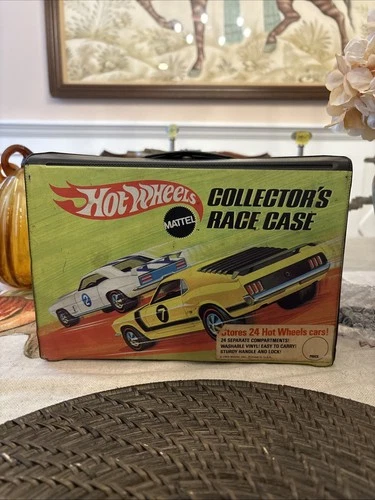 HOT WHEELS
MATTEL
COLLECTOR'S
RACE CASE
2
7
Stores 24 Hot Wheels cars!
24 SEPARATE COMPARTMENTS!
WASHABLE VINYL! EASY TO CARRY!
STURDY HANDLE AND LOCK!